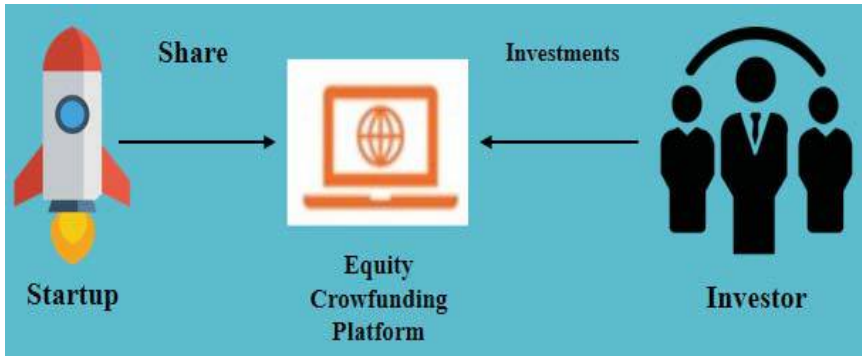 Share
Investments
Startup
Equity
Crowfunding
Platform
Investor